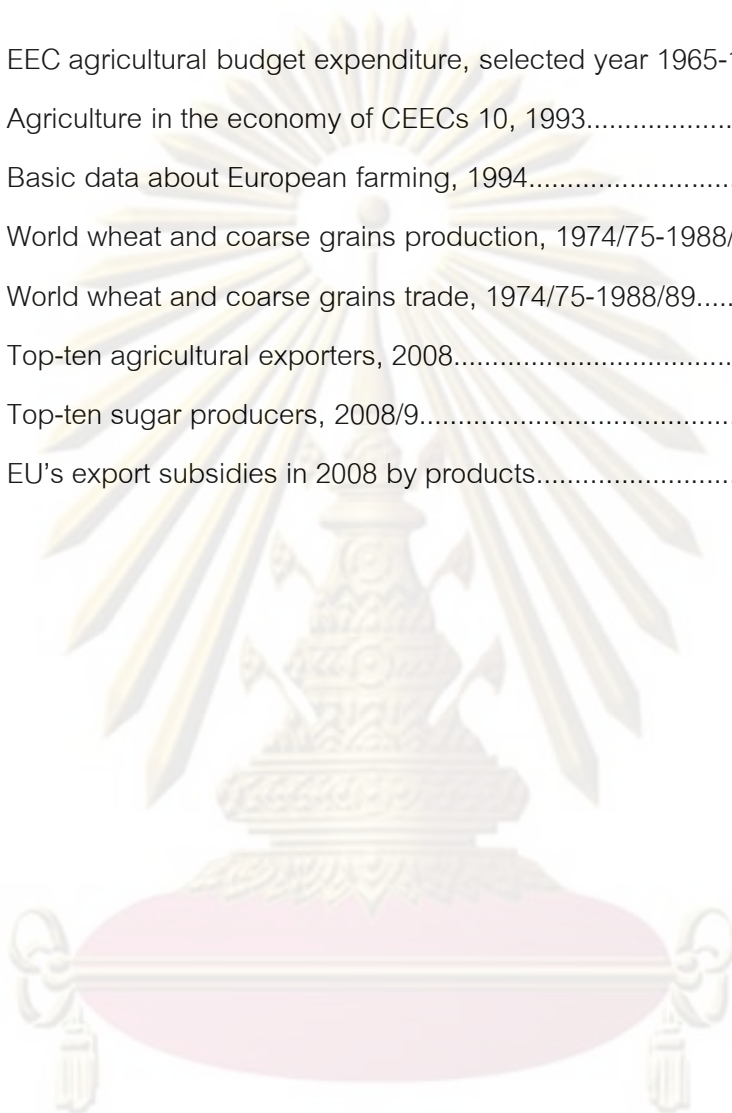 EEC agricultural budget expenditure, selected year 1965-
Agriculture in the economy of CEECs 10, 1993...................
Basic data about European farming, 1994...........................
World wheat and coarse grains production, 1974/75-1988/
World wheat and coarse grains trade, 1974/75-1988/89.....
Top-ten agricultural exporters, 2008....................................
Top-ten sugar producers, 2008/9.........................................
EU's export subsidies in 2008 by products.........................